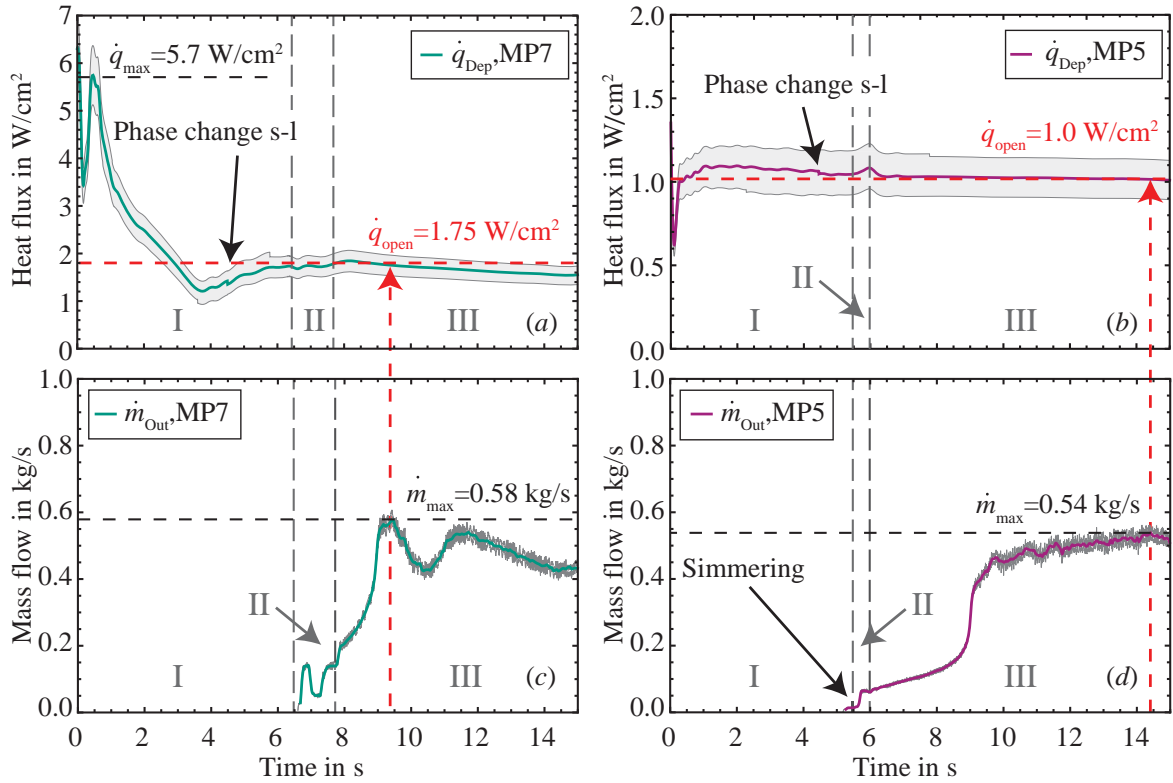 Heat flux in W/cm²
7
6
5
4
3
2
1
0
q̇max=5.7 W/cm²
q̇Dep,MP7
Phase change s-l
q̇open=1.75 W/cm²
I
II
III
(a)
Heat flux in W/cm²
2.0
1.5
1.0
0.5
0.0
q̇Dep,MP5
Phase change s-l
q̇open=1.0 W/cm²
II
I
III
(b)
Mass flow in kg/s
1.0
0.8
0.6
0.4
0.2
0.0
ṁOut,MP7
ṁmax=0.58 kg/s
II
I
III
(c)
0
2
4
6
8
10
12
14
Time in s
Mass flow in kg/s
1.0
0.8
0.6
0.4
0.2
0.0
ṁOut,MP5
ṁmax=0.54 kg/s
Simmering
II
I
III
(d)
0
2
4
6
8
10
12
14
Time in s